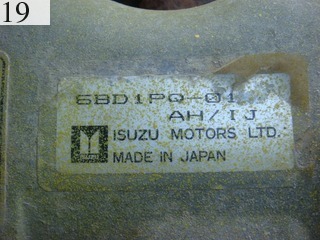 19
6BD1PQ-01
AH/IJ
ISUZU MOTORS LTD.
MADE IN JAPAN